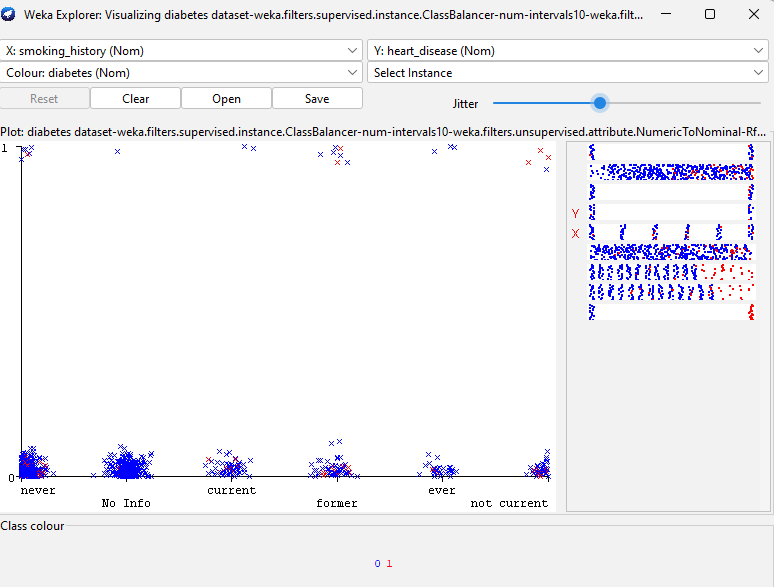 Weka Explorer: Visualizing diabetes dataset-weka.filters.supervised.instance.ClassBalancer-num-intervals10-weka.filt...
X: smoking_history (Nom) Y: heart_disease (Nom)
Colour: diabetes (Nom) Select Instance
Reset Clear Open Save Jitter
Plot: diabetes dataset-weka.filters.supervised.instance.ClassBalancer-num-intervals10-weka.filters.unsupervised.attribute.NumericToNominal-Rf...
1
Y
X
0
never current ever
No Info former not current
Class colour
0 1